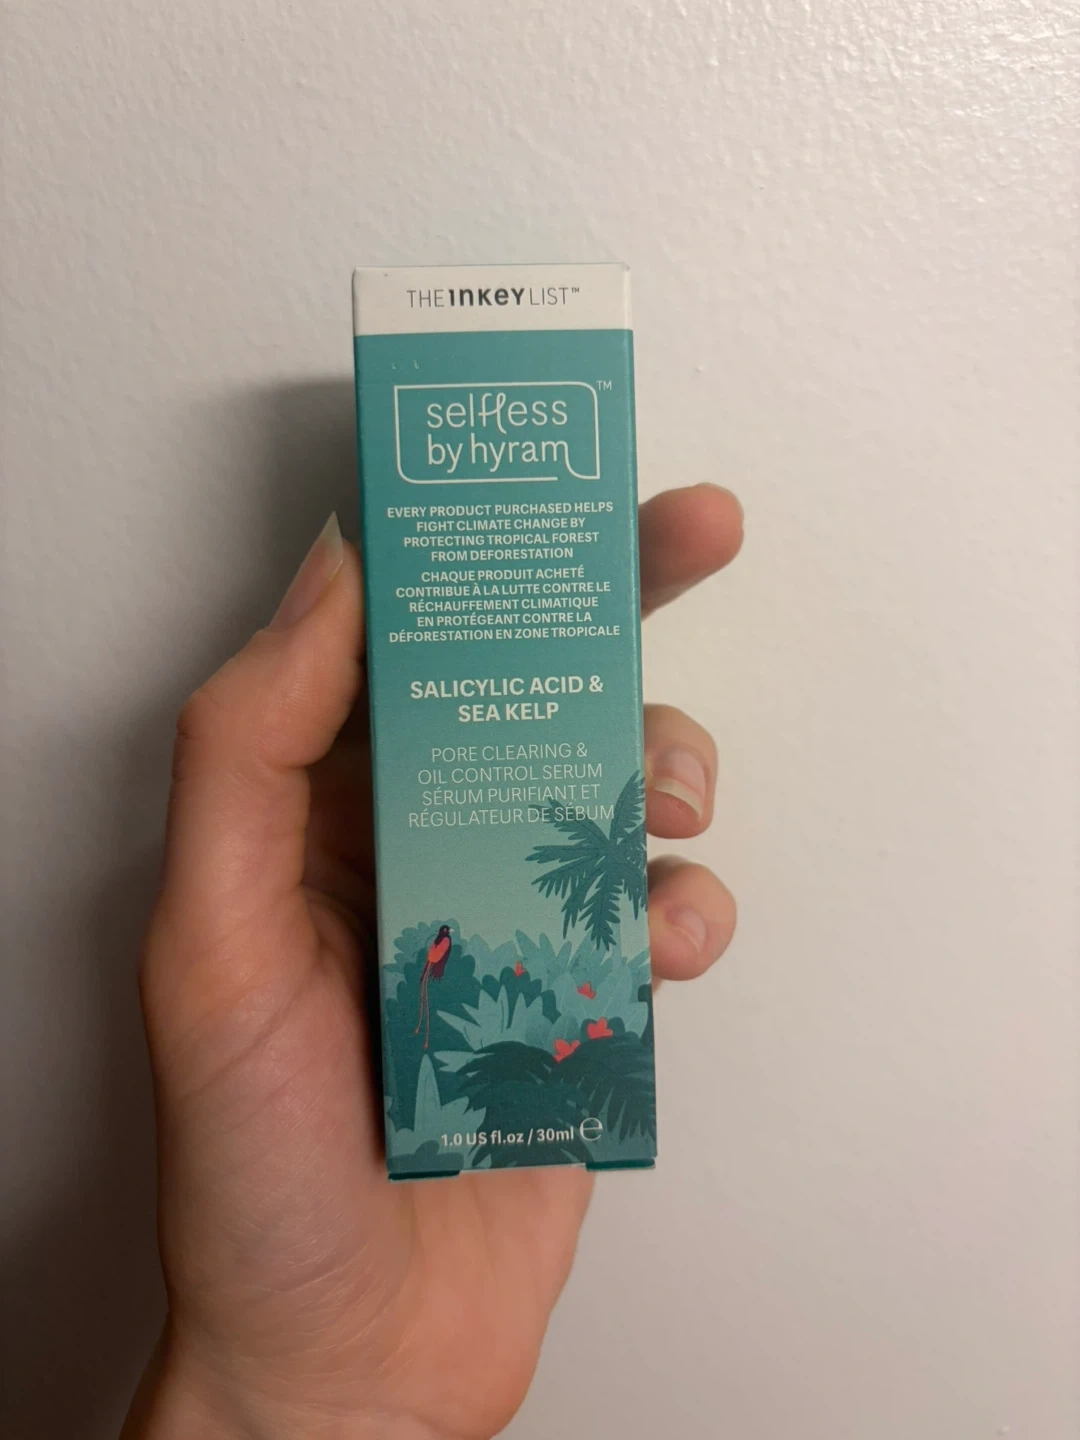 THE INKEY LIST™
selfless TM
by hyram
EVERY PRODUCT PURCHASED HELPS
FIGHT CLIMATE CHANGE BY
PROTECTING TROPICAL FOREST
FROM DEFORESTATION
CHAQUE PRODUIT ACHETÉ
CONTRIBUE À LA LUTTE CONTRE LE
RÉCHAUFFEMENT CLIMATIQUE
EN PROTÉGEANT CONTRE LA
DÉFORESTATION EN ZONE TROPICALE
SALICYLIC ACID &
SEA KELP
PORE CLEARING &
OIL CONTROL SERUM
SÉRUM PURIFIANT ET
RÉGULATEUR DE SÉBUM
1.0 US fl.oz / 30ml ℮